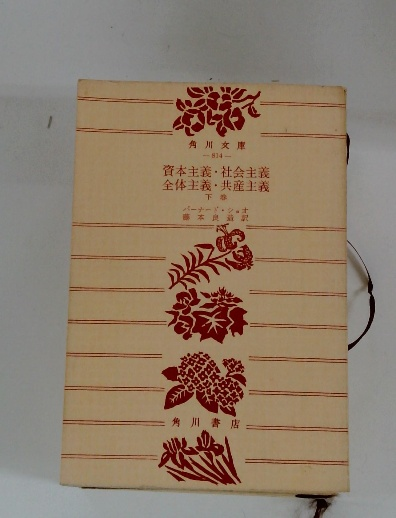 角川文庫
—814—
資本主義・社会主義
全体主義・共産主義
下巻
バーナード・ショオ
藤本良造訳
角川書店